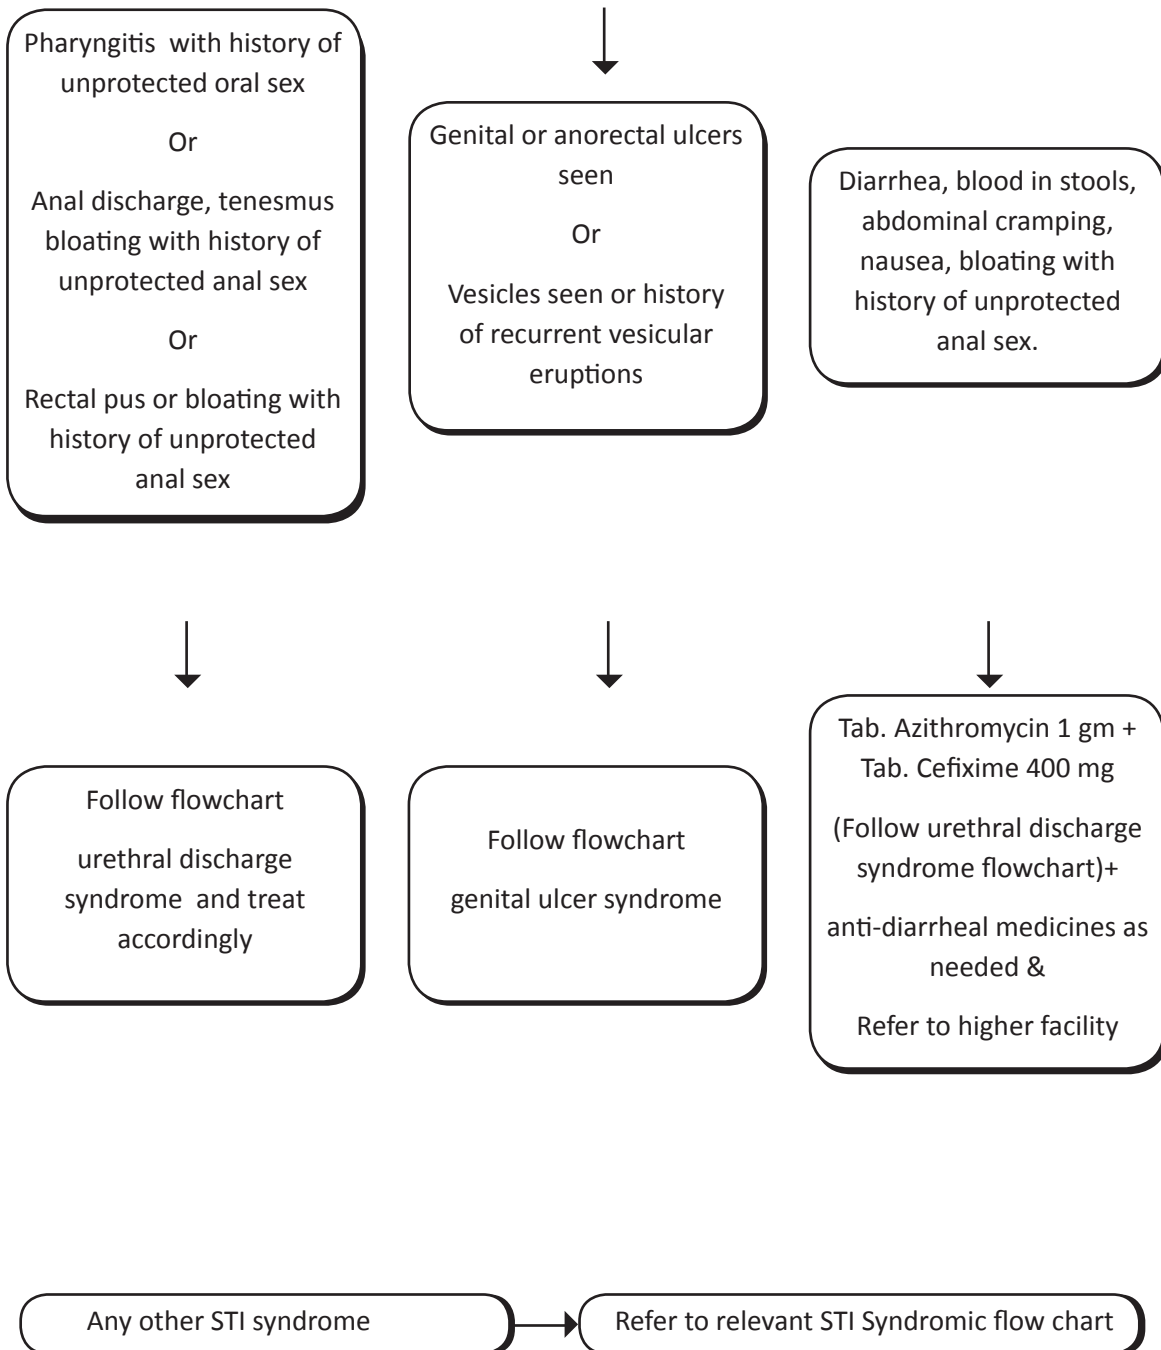 Pharyngitis with history of
unprotected oral sex
Or
Anal discharge, tenesmus
bloating with history of
unprotected anal sex
Or
Rectal pus or bloating with
history of unprotected
anal sex
Genital or anorectal ulcers
seen
Or
Vesicles seen or history
of recurrent vesicular
eruptions
Diarrhea, blood in stools,
abdominal cramping,
nausea, bloating with
history of unprotected
anal sex.
Follow flowchart
urethral discharge
syndrome and treat
accordingly
Follow flowchart
genital ulcer syndrome
Tab. Azithromycin 1 gm +
Tab. Cefixime 400 mg
(Follow urethral discharge
syndrome flowchart)+
anti-diarrheal medicines as
needed &
Refer to higher facility
Any other STI syndrome
Refer to relevant STI Syndromic flow chart